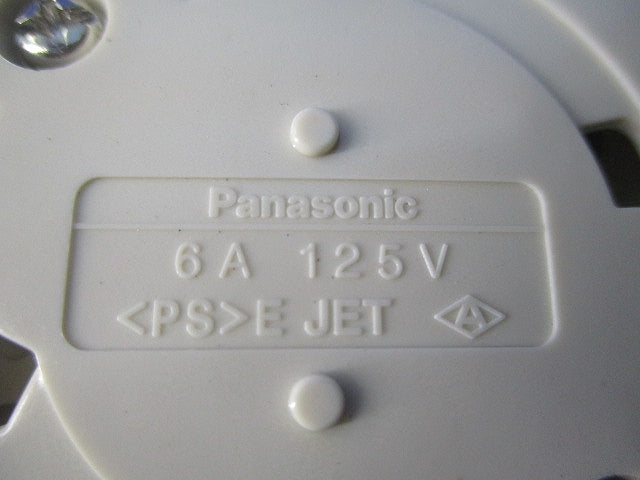 Panasonic
6A 125V
<PS>E JET A